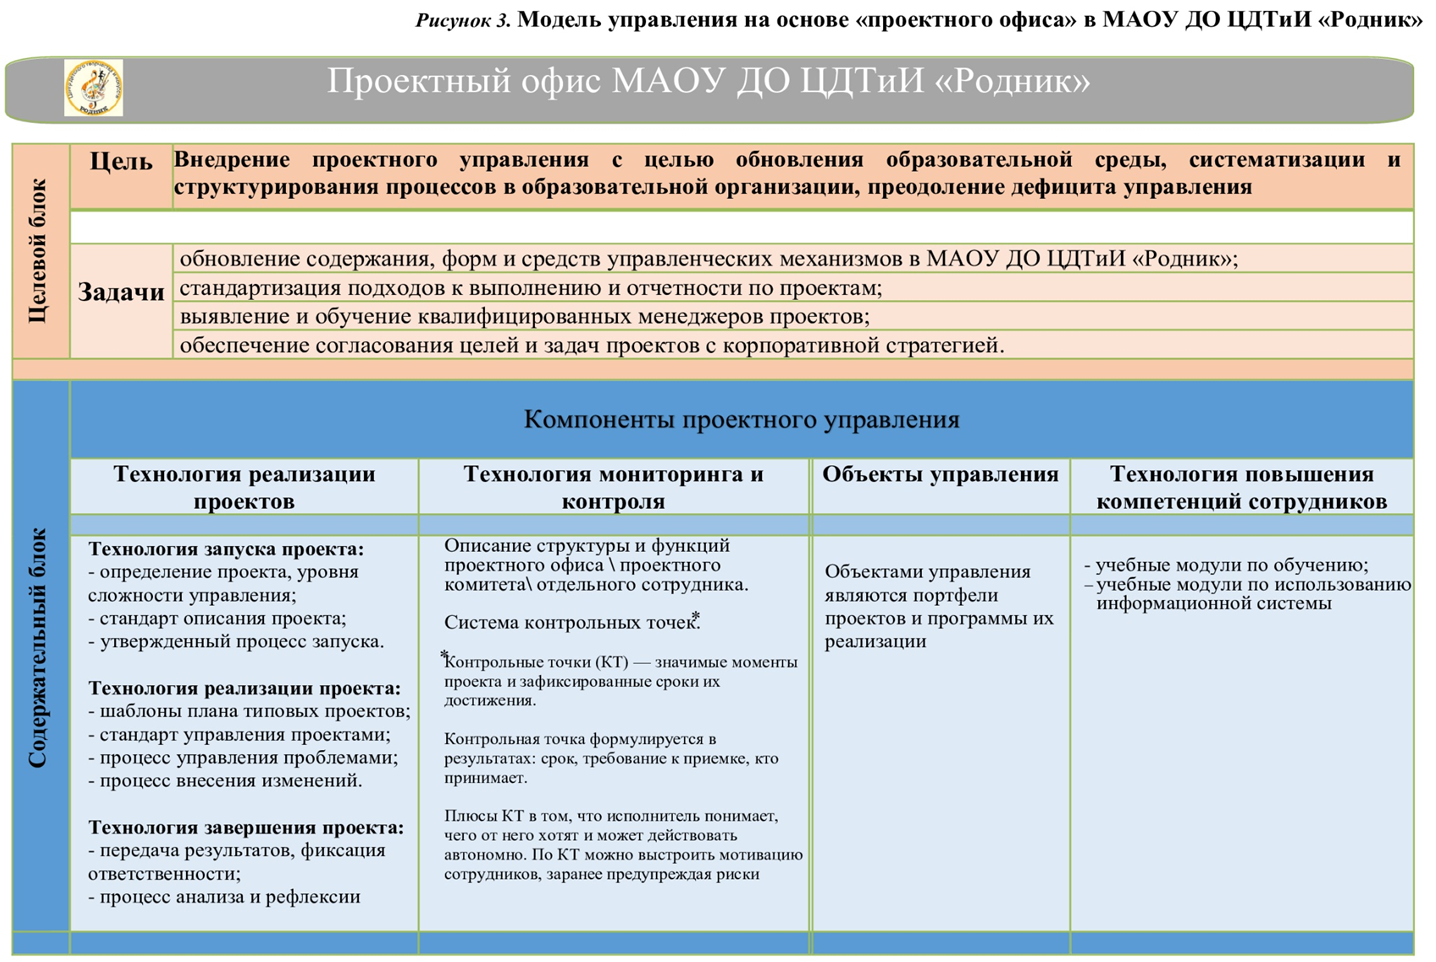 Рисунок 3. Модель управления на основе «проектного офиса» в МАОУ ДО ЦДТиИ «Родник»
Проектный офис МАОУ ДО ЦДТиИ «Родник»
РОДНИК
Целевой блок
Цель
Внедрение проектного управления с целью обновления образовательной среды, систематизации и
структурирования процессов в образовательной организации, преодоление дефицита управления
Задачи
обновление содержания, форм и средств управленческих механизмов в МАОУ ДО ЦДТиИ «Родник»;
стандартизация подходов к выполнению и отчетности по проектам;
выявление и обучение квалифицированных менеджеров проектов;
обеспечение согласования целей и задач проектов с корпоративной стратегией.
Содержательный блок
Компоненты проектного управления
Технология реализации
проектов
Технология мониторинга и
контроля
Объекты управления
Технология повышения
компетенций сотрудников
Технология запуска проекта:
- определение проекта, уровня
сложности управления;
- стандарт описания проекта;
- утвержденный процесс запуска.
Технология реализации проекта:
- шаблоны плана типовых проектов;
- стандарт управления проектами;
- процесс управления проблемами;
- процесс внесения изменений.
Технология завершения проекта:
- передача результатов, фиксация
ответственности;
- процесс анализа и рефлексии
Описание структуры и функций
проектного офиса \ проектного
комитета\ отдельного сотрудника.
Система контрольных точек.*
*Контрольные точки (КТ) — значимые моменты
проекта и зафиксированные сроки их
достижения.
Контрольная точка формулируется в
результатах: срок, требование к приемке, кто
принимает.
Плюсы КТ в том, что исполнитель понимает,
чего от него хотят и может действовать
автономно. По КТ можно выстроить мотивацию
сотрудников, заранее предупреждая риски
Объектами управления
являются портфели
проектов и программы их
реализации
- учебные модули по обучению;
– учебные модули по использованию
информационной системы